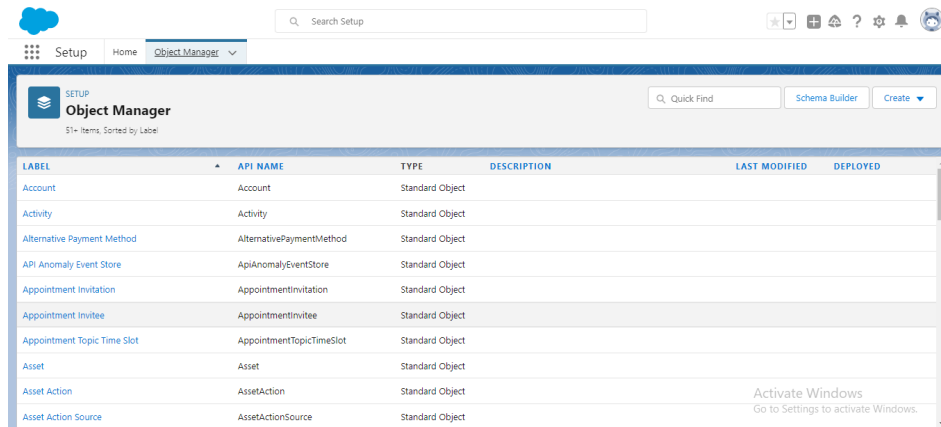 Search Setup
Setup Home Object Manager
SETUP
Object Manager
51+ Items, Sorted by Label
Quick Find Schema Builder Create
LABEL API NAME TYPE DESCRIPTION LAST MODIFIED DEPLOYED
Account Account Standard Object
Activity Activity Standard Object
Alternative Payment Method AlternativePaymentMethod Standard Object
API Anomaly Event Store ApiAnomalyEventStore Standard Object
Appointment Invitation AppointmentInvitation Standard Object
Appointment Invitee AppointmentInvitee Standard Object
Appointment Topic Time Slot AppointmentTopicTimeSlot Standard Object
Asset Asset Standard Object
Asset Action AssetAction Standard Object
Asset Action Source AssetActionSource Standard Object
Activate Windows
Go to Settings to activate Windows.